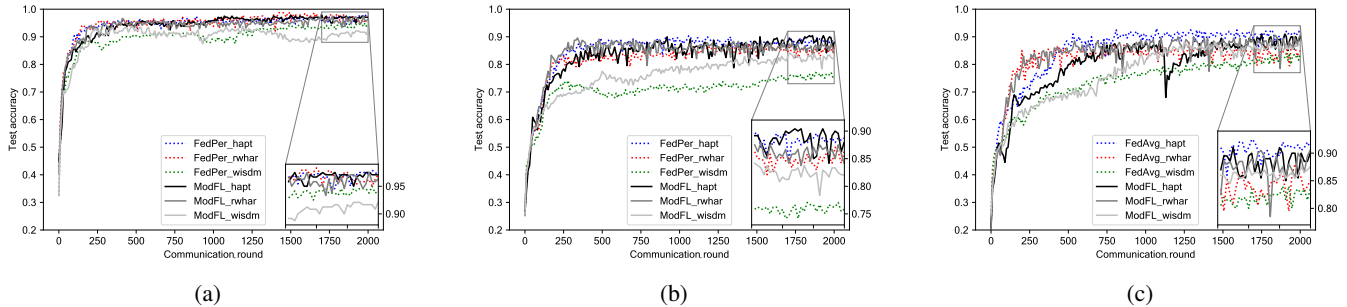 1.0
0.9
0.8
0.7
0.6
0.5
0.4
0.3
0.2
Test accuracy
0 250 500 750 1000 1250 1500 1750 2000
Communication round
FedPer_hapt
FedPer_rwhar
FedPer_wisdm
ModFL_hapt
ModFL_rwhar
ModFL_wisdm
0.95
0.90
(a)
1.0
0.9
0.8
0.7
0.6
0.5
0.4
0.3
0.2
Test accuracy
0 250 500 750 1000 1250 1500 1750 2000
Communication round
FedPer_hapt
FedPer_rwhar
FedPer_wisdm
ModFL_hapt
ModFL_rwhar
ModFL_wisdm
0.90
0.85
0.80
0.75
(b)
1.0
0.9
0.8
0.7
0.6
0.5
0.4
0.3
0.2
Test accuracy
0 250 500 750 1000 1250 1500 1750 2000
Communication round
FedAvg_hapt
FedAvg_rwhar
FedAvg_wisdm
ModFL_hapt
ModFL_rwhar
ModFL_wisdm
0.90
0.85
0.80
(c)